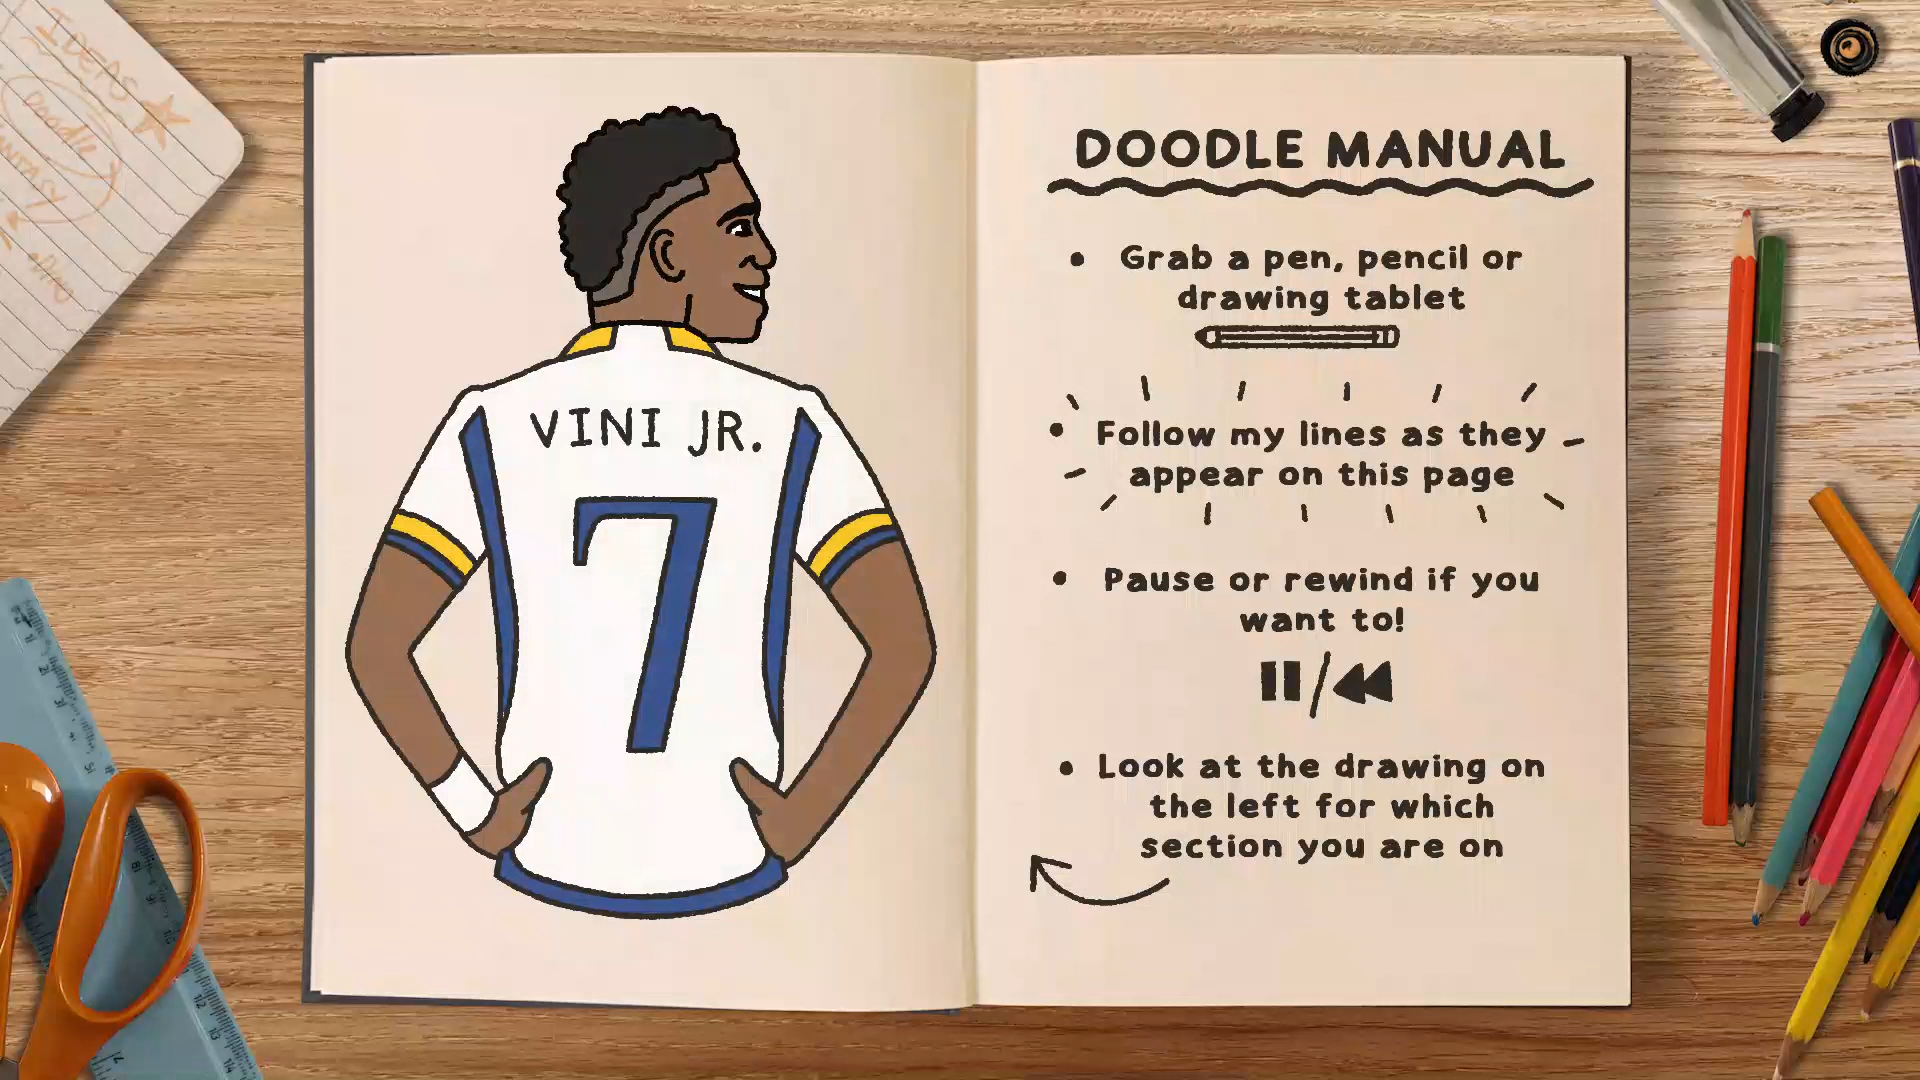 IDEAS
Doodle
VINI JR.
7
DOODLE MANUAL
• Grab a pen, pencil or
drawing tablet
• Follow my lines as they
appear on this page
• Pause or rewind if you
want to!
• Look at the drawing on
the left for which
section you are on